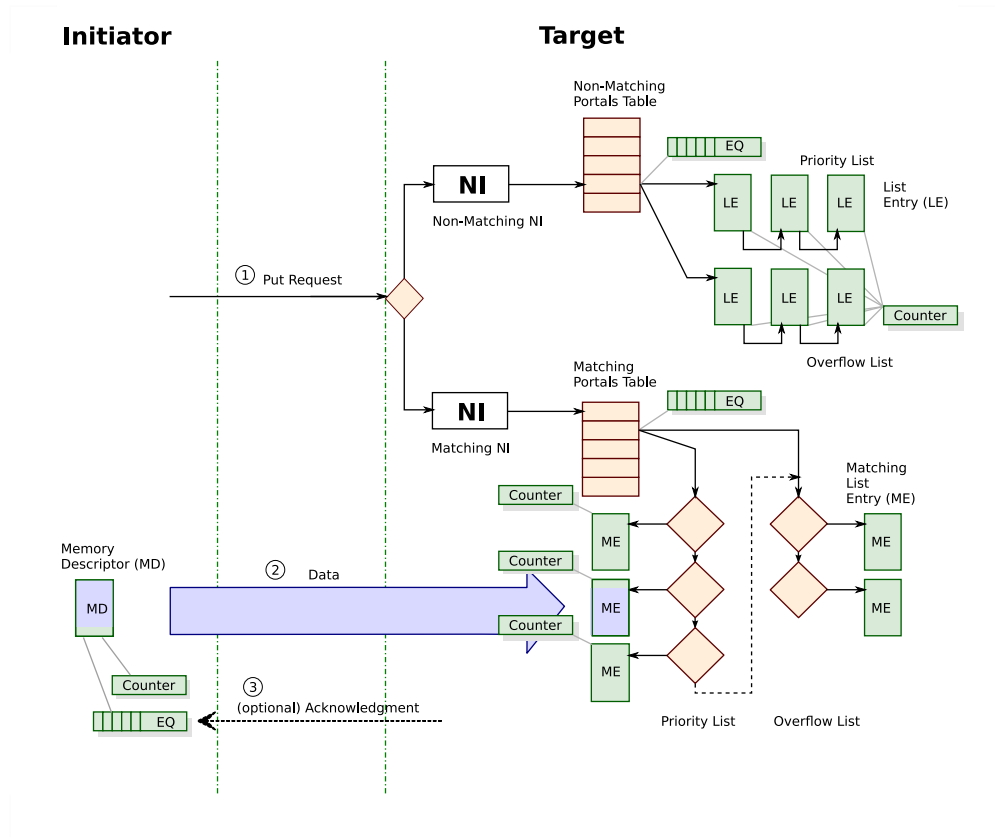 Initiator
Target
Non-Matching
Portals Table
EQ
Priority List
NI
LE
LE
LE
List
Entry (LE)
Non-Matching NI
1
Put Request
LE
LE
LE
Counter
Overflow List
Matching
Portals Table
EQ
NI
Matching NI
Matching
List
Entry (ME)
Counter
ME
ME
Memory
Descriptor (MD)
Counter
2
Data
MD
ME
ME
Counter
ME
Counter
3
(optional) Acknowledgment
EQ
Priority List
Overflow List